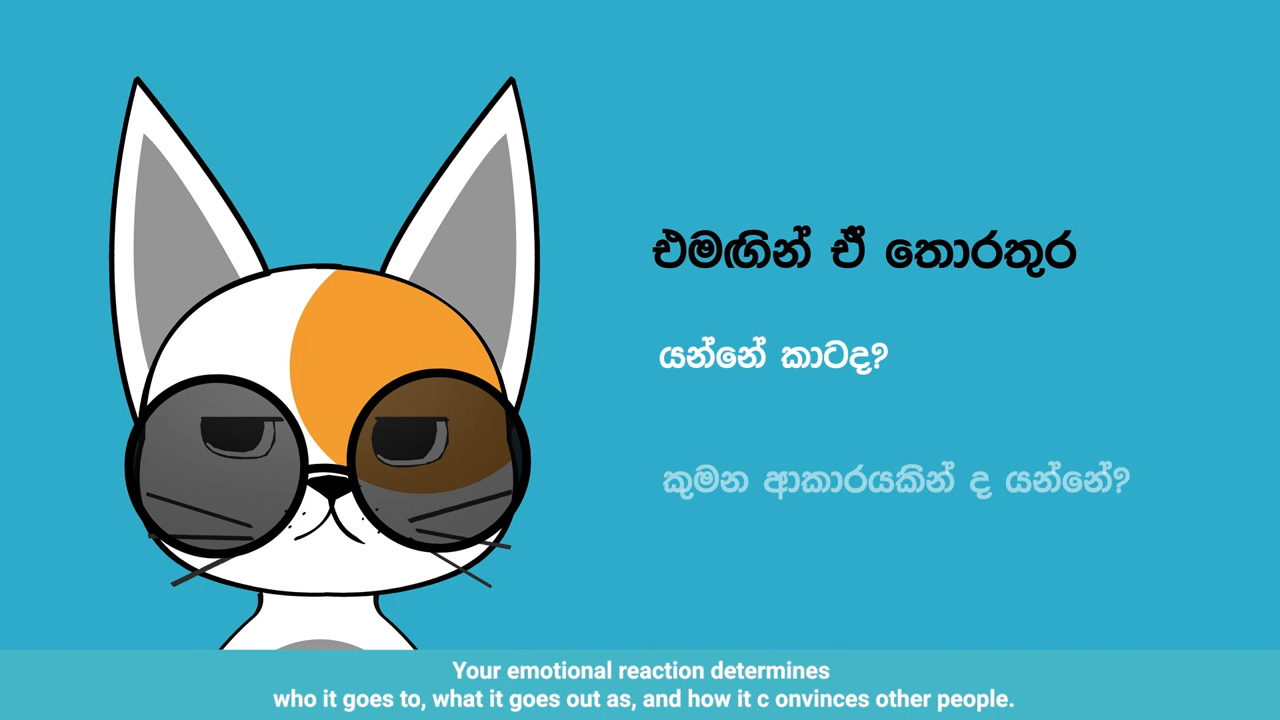 එමඟින් ඒ තොරතුර
යන්නේ කාටද?
කුමන ආකාරයකින් ද යන්නේ?
Your emotional reaction determines
who it goes to, what it goes out as, and how it c onvinces other people.